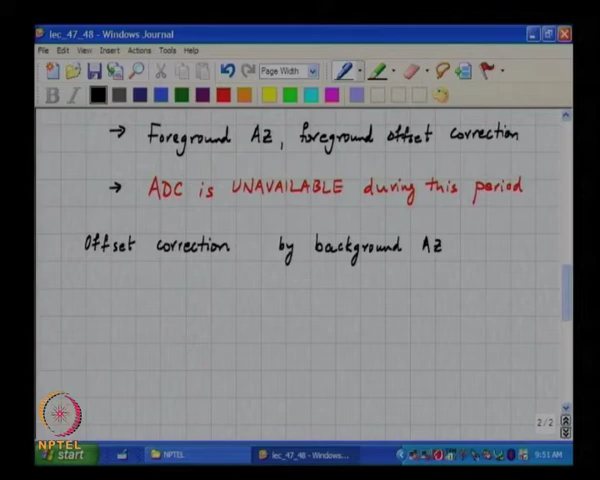 lec_47_48 - Windows Journal
File Edit View Insert Actions Tools Help
Page Width
B I
→ Foreground AZ, foreground offset correction
→ ADC is UNAVAILABLE during this period
Offset correction by background AZ
2/2
NPTEL
start NPTEL lec_47_48 - Windows... 9:51 AM